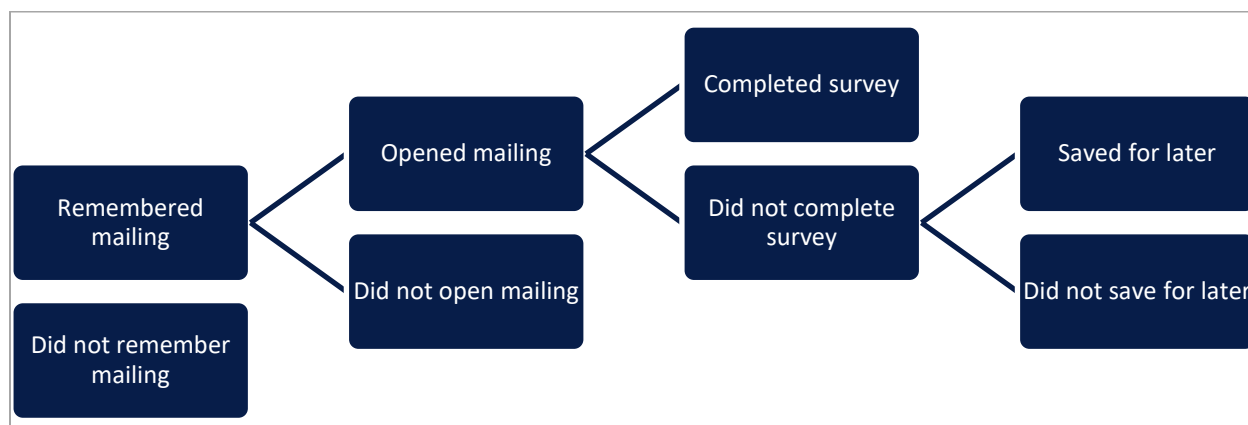 Remembered
mailing
Did not remember
mailing
Opened mailing
Did not open mailing
Completed survey
Did not complete
survey
Saved for later
Did not save for later